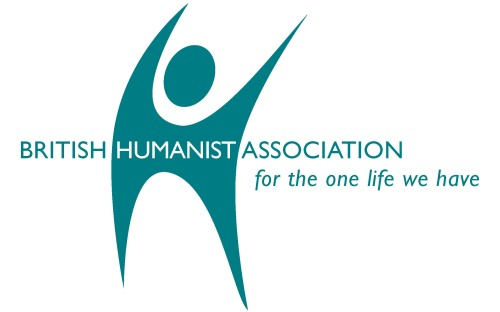 BRITISH HUMANIST ASSOCIATION
for the one life we have